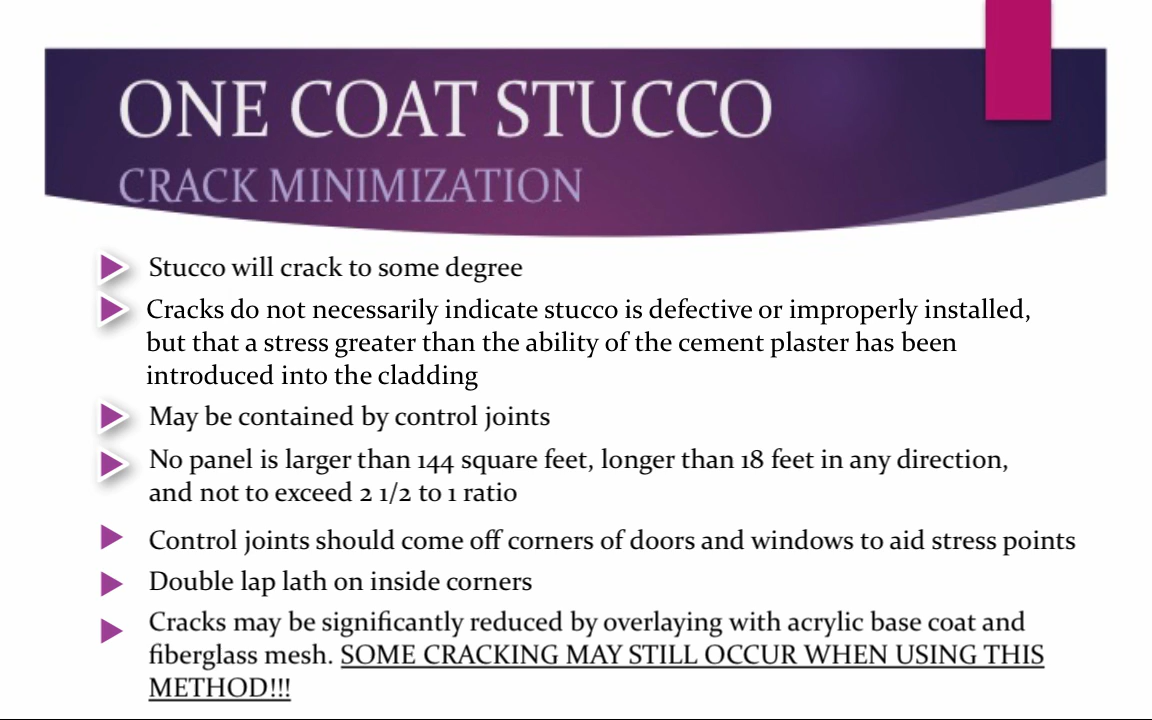 ONE COAT STUCCO
CRACK MINIMIZATION
Stucco will crack to some degree
Cracks do not necessarily indicate stucco is defective or improperly installed,
but that a stress greater than the ability of the cement plaster has been
introduced into the cladding
May be contained by control joints
No panel is larger than 144 square feet, longer than 18 feet in any direction,
and not to exceed 2 1/2 to 1 ratio
Control joints should come off corners of doors and windows to aid stress points
Double lap lath on inside corners
Cracks may be significantly reduced by overlaying with acrylic base coat and
fiberglass mesh. SOME CRACKING MAY STILL OCCUR WHEN USING THIS
METHOD!!!